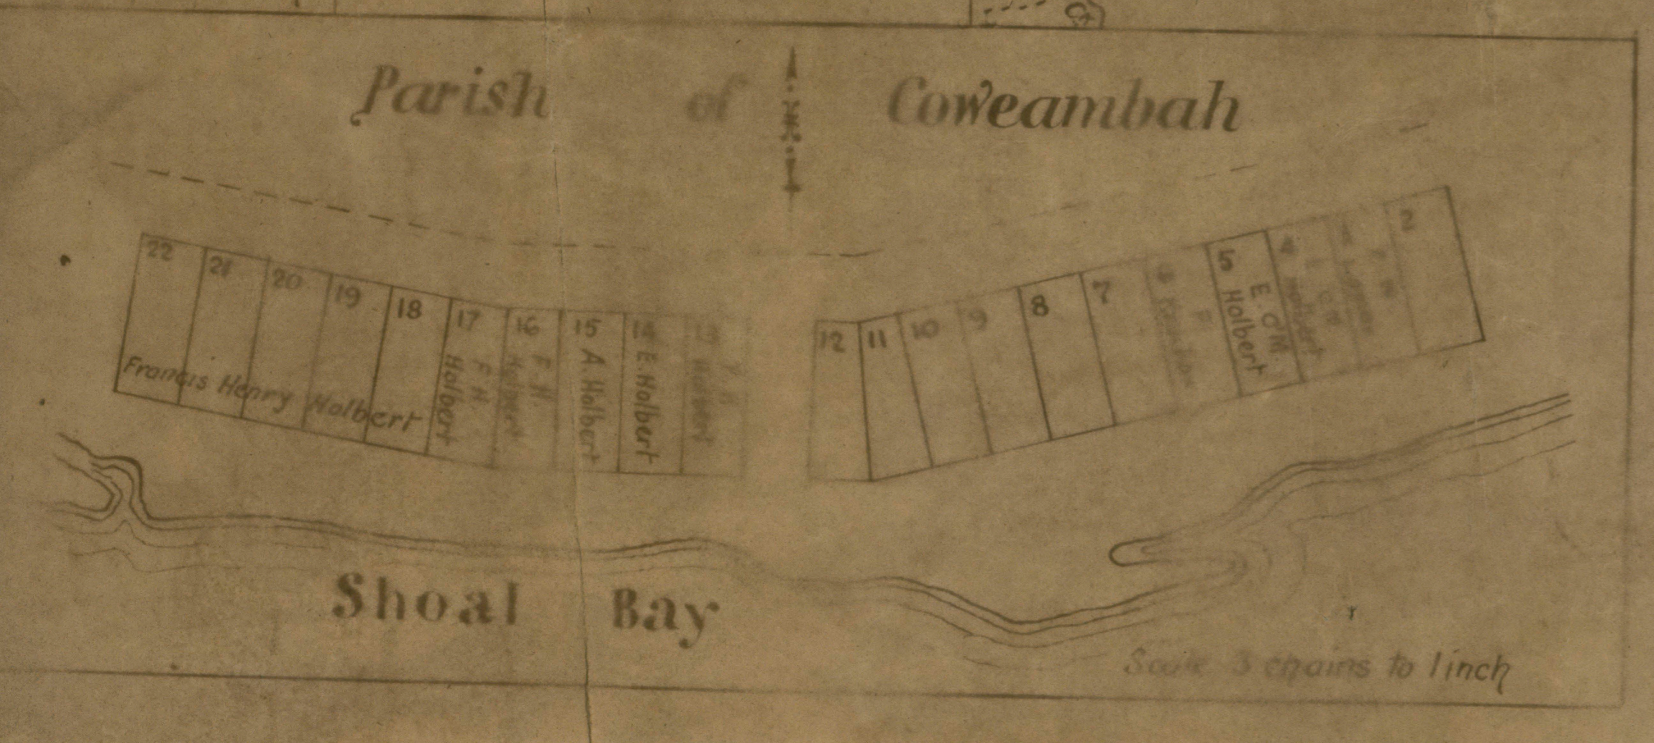 Parish of Coweambah
22
21
20
19
18
17
F. H.
Holbert
16
F. H.
Holbert
15
A. Holbert
14
E. Holbert
13
Holbert
Francis Henry Holbert
12
11
10
9
8
7
5
E. O'M.
Holbert
4
Holbert
2
Shoal Bay
Scale 3 chains to 1 inch